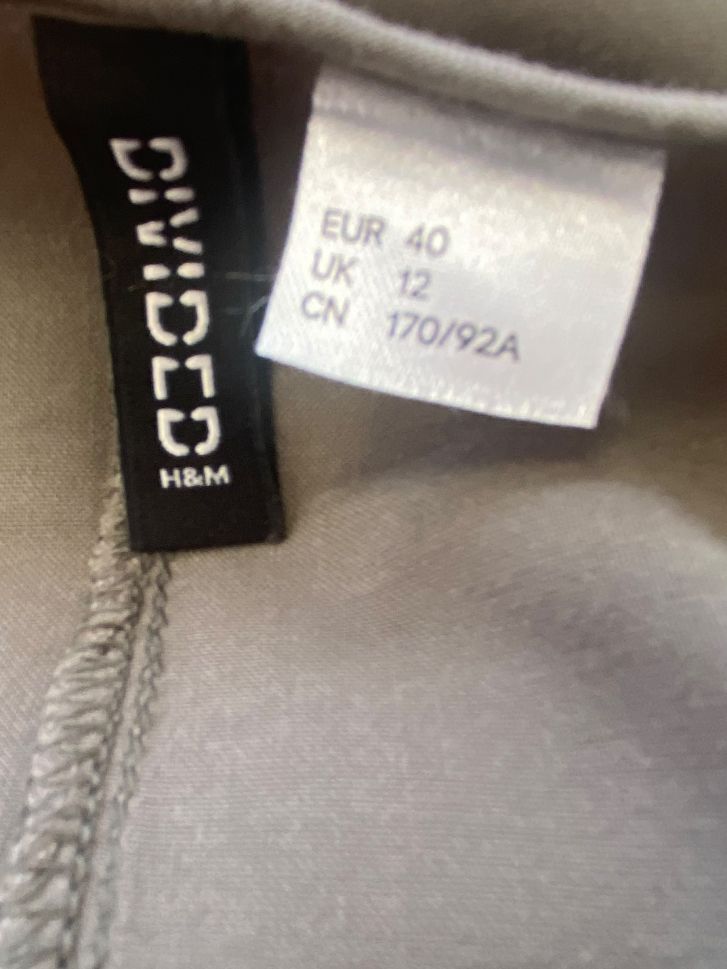 DIVIDED
H&M
EUR 40
UK 12
CN 170/92A